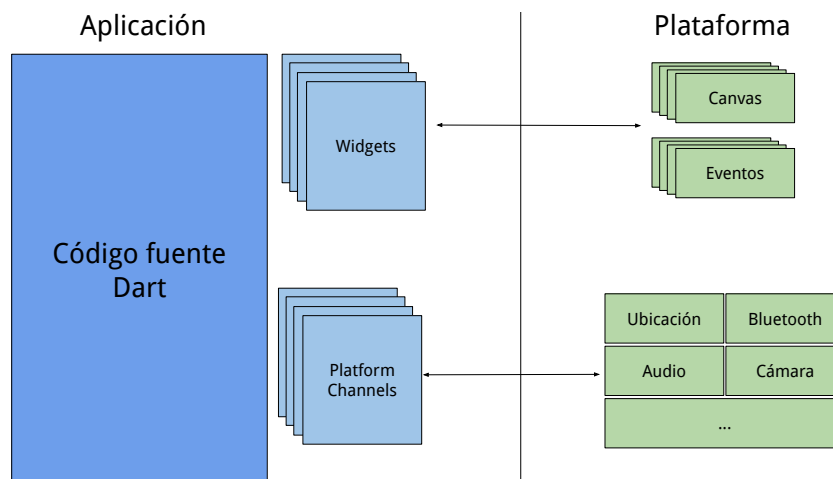 Aplicación
Plataforma
Código fuente
Dart
Widgets
Canvas
Eventos
Platform
Channels
Ubicación
Bluetooth
Audio
Cámara
...